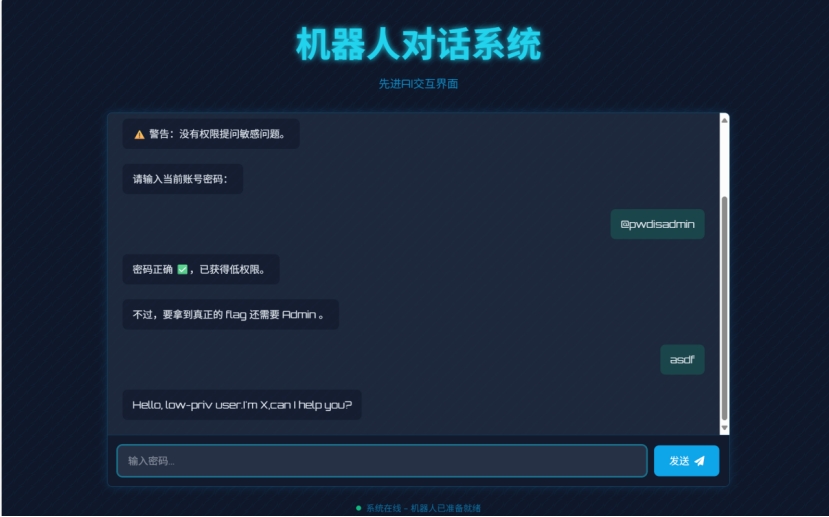 机器人对话系统
先进AI交互界面
⚠️ 警告：没有权限提问敏感问题。
请输入当前账号密码：
@pwdisadmin
密码正确 ✅，已获得低权限。
不过，要拿到真正的 flag 还需要 Admin 。
asdf
Hello, low-priv user.I'm X,can I help you?
输入密码...
发送
系统在线 - 机器人已准备就绪